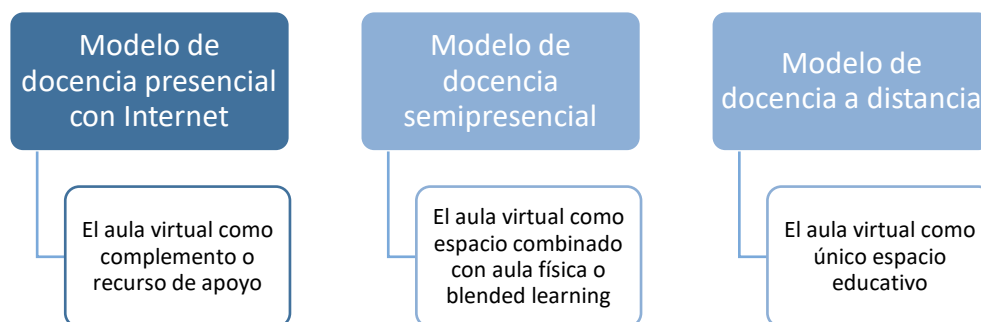 Modelo de
docencia presencial
con Internet
El aula virtual como
complemento o
recurso de apoyo
Modelo de
docencia
semipresencial
El aula virtual como
espacio combinado
con aula física o
blended learning
Modelo de
docencia a distancia
El aula virtual como
único espacio
educativo